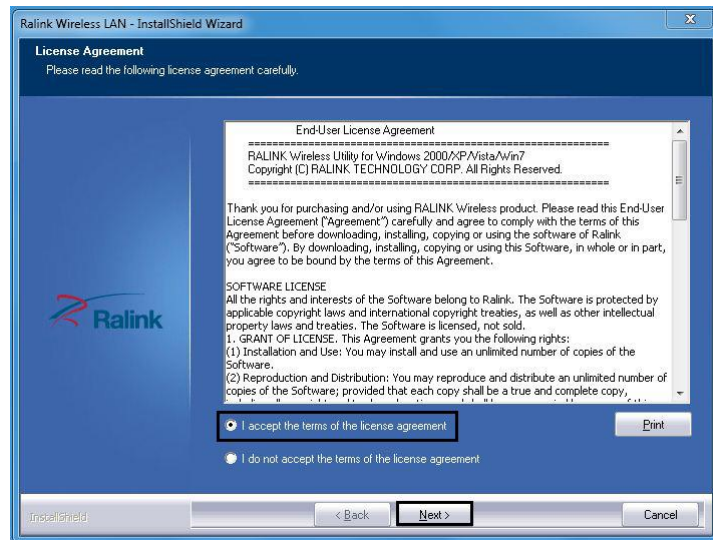 Ralink Wireless LAN - InstallShield Wizard
License Agreement
Please read the following license agreement carefully.
End-User License Agreement
===============================================
RALINK Wireless Utility for Windows 2000/XP/Vista/Win7
Copyright (C) RALINK TECHNOLOGY CORP. All Rights Reserved.
===============================================
Thank you for purchasing and/or using RALINK Wireless product. Please read this End-User
License Agreement ("Agreement") carefully and agree to comply with the terms of this
Agreement before downloading, installing, copying or using the software of Ralink
("Software"). By downloading, installing, copying or using this Software, in whole or in part,
you agree to be bound by the terms of this Agreement.
SOFTWARE LICENSE
All the rights and interests of the Software belong to Ralink. The Software is protected by
applicable copyright laws and international copyright treaties, as well as other intellectual
property laws and treaties. The Software is licensed, not sold.
1. GRANT OF LICENSE. This Agreement grants you the following rights:
(1) Installation and Use: You may install and use an unlimited number of copies of the
Software.
(2) Reproduction and Distribution: You may reproduce and distribute an unlimited number of
copies of the Software; provided that each copy shall be a true and complete copy,
Ralink
I accept the terms of the license agreement
Print
I do not accept the terms of the license agreement
InstallShield
< Back
Next >
Cancel